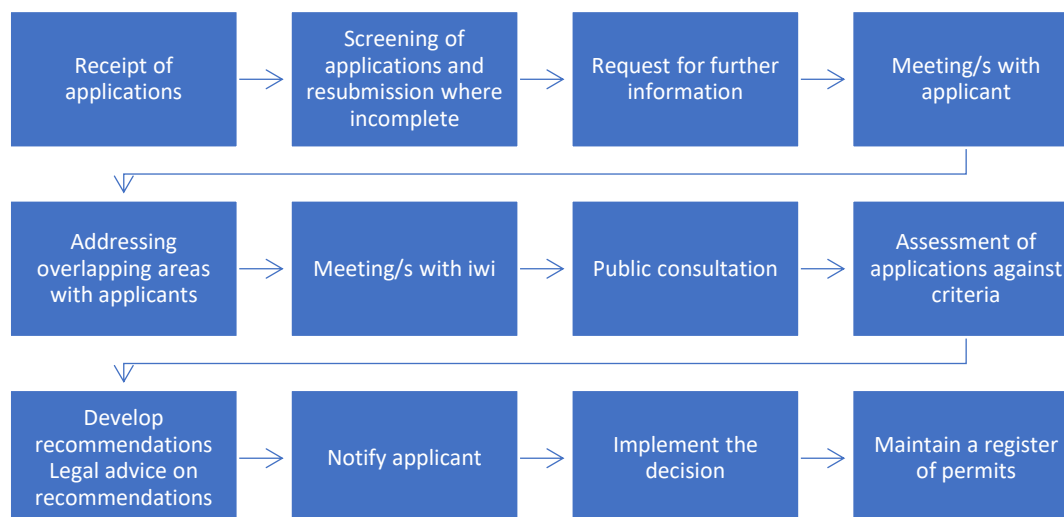 Receipt of
applications
Screening of
applications and
resubmission where
incomplete
Request for further
information
Meeting/s with
applicant
Addressing
overlapping areas
with applicants
Meeting/s with iwi
Public consultation
Assessment of
applications against
criteria
Develop
recommendations
Legal advice on
recommendations
Notify applicant
Implement the
decision
Maintain a register
of permits